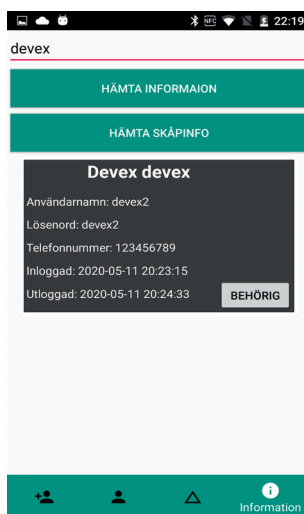 NFC 22:19
devex
HÄMTA INFORMAION
HÄMTA SKÅPINFO
Devex devex
Användarnamn: devex2
Lösenord: devex2
Telefonnummer: 123456789
Inloggad: 2020-05-11 20:23:15
Utloggad: 2020-05-11 20:24:33
BEHÖRIG
Information